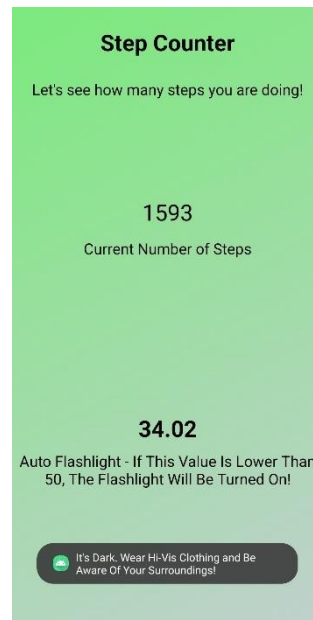 Step Counter
Let's see how many steps you are doing!
1593
Current Number of Steps
34.02
Auto Flashlight - If This Value Is Lower Than
50, The Flashlight Will Be Turned On!
It's Dark, Wear Hi-Vis Clothing and Be
Aware Of Your Surroundings!